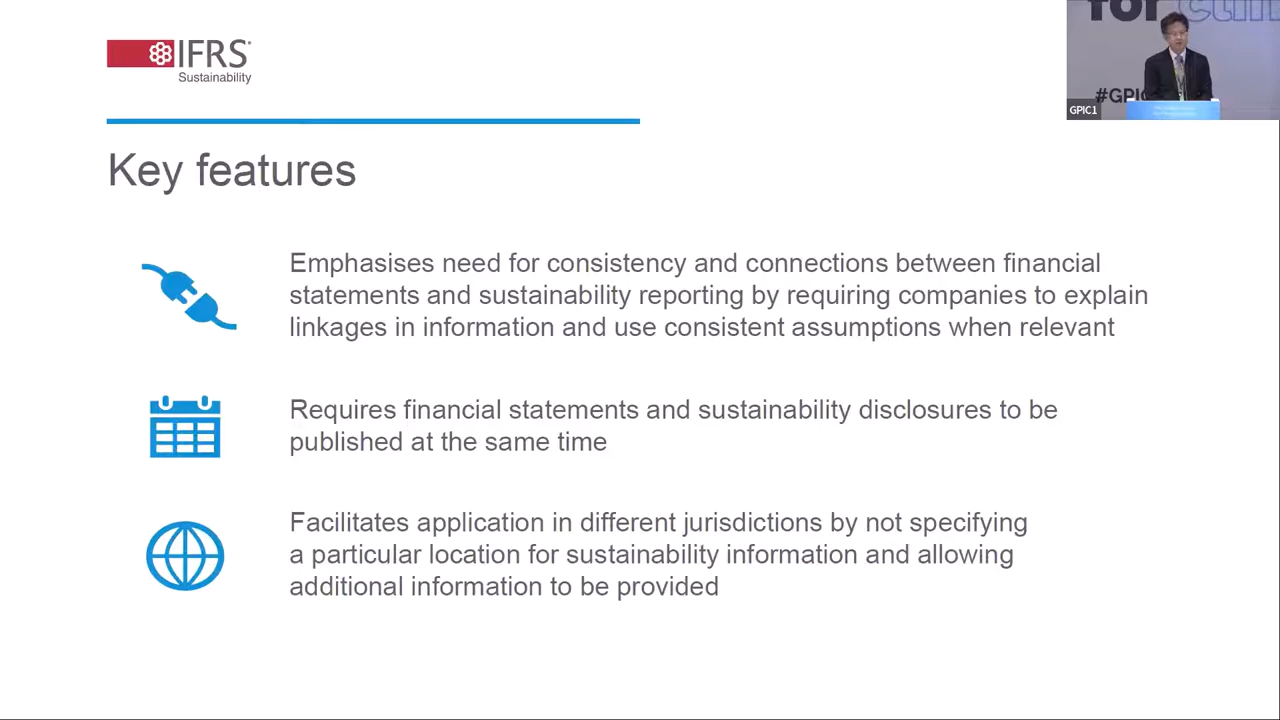 IFRS
Sustainability
for
#GPIC
GPIC1
Key features
Emphasises need for consistency and connections between financial
statements and sustainability reporting by requiring companies to explain
linkages in information and use consistent assumptions when relevant
Requires financial statements and sustainability disclosures to be
published at the same time
Facilitates application in different jurisdictions by not specifying
a particular location for sustainability information and allowing
additional information to be provided